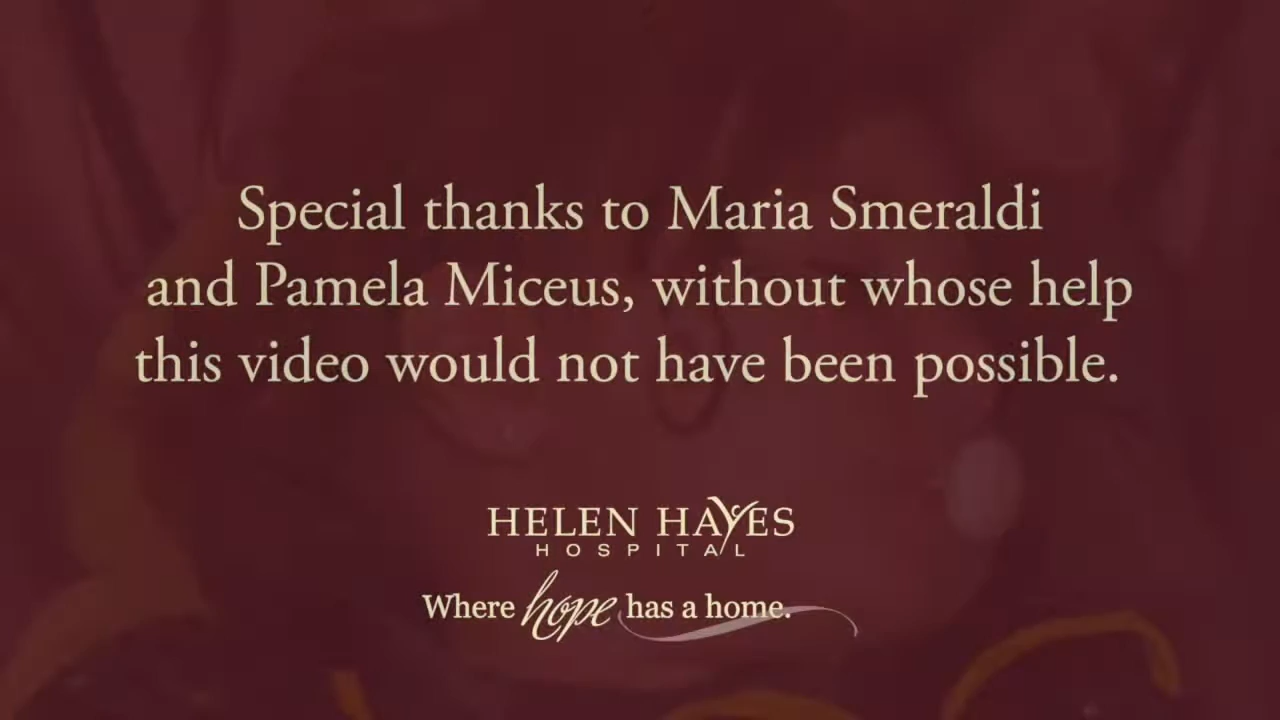 Special thanks to Maria Smeraldi
and Pamela Miceus, without whose help
this video would not have been possible.
HELEN HAYES
HOSPITAL
Where hope has a home.